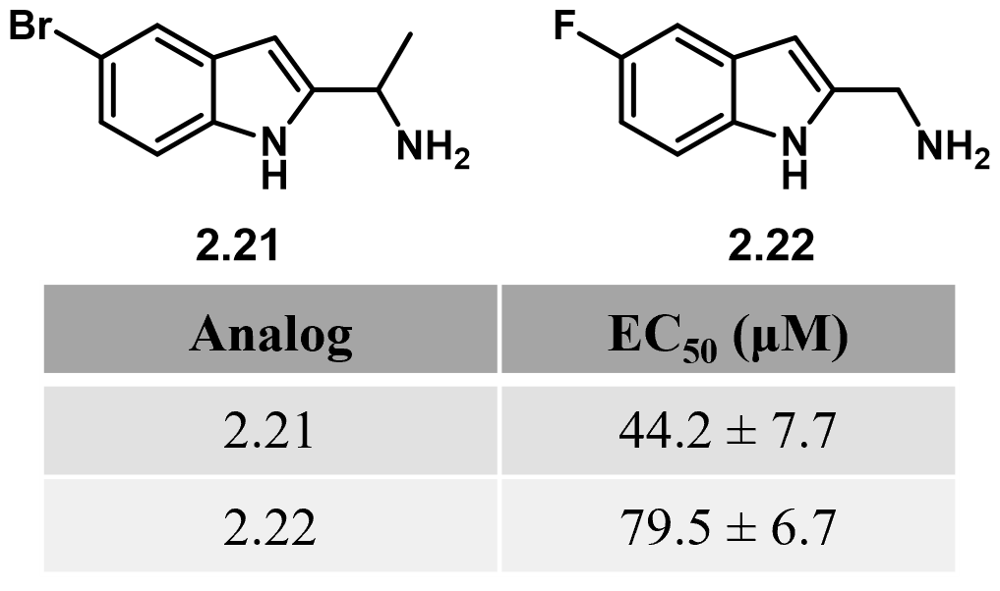 Br
NH₂
N
H
F
NH₂
N
H
2.21
2.22
Analog EC₅₀ (µM)
2.21 44.2 ± 7.7
2.22 79.5 ± 6.7